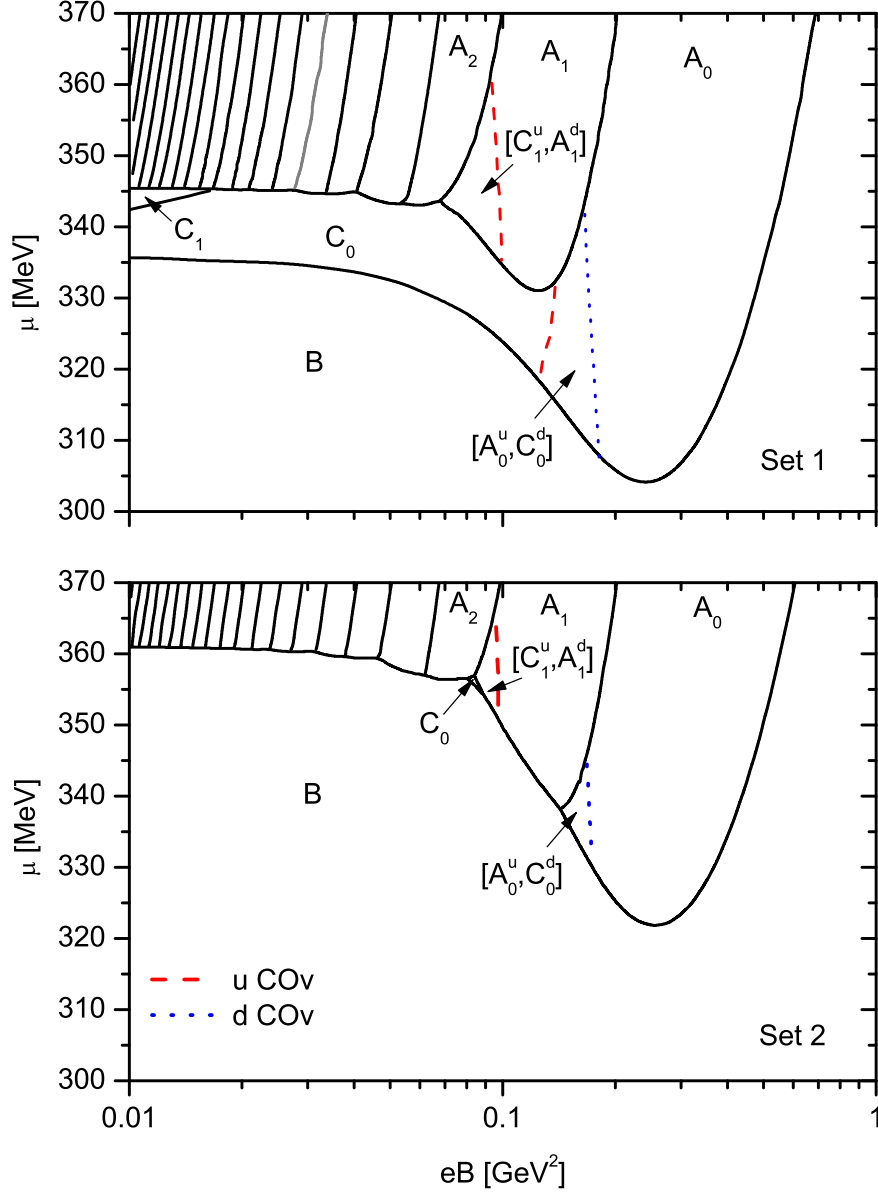 370
360
350
340
330
320
310
300
μ [MeV]
A₂ A₁ A₀
[C₁ᵘ,A₁ᵈ]
C₁ C₀
B
[A₀ᵘ,C₀ᵈ]
Set 1
370
360
350
340
330
320
310
300
μ [MeV]
A₂ A₁ A₀
[C₁ᵘ,A₁ᵈ]
C₀
B
[A₀ᵘ,C₀ᵈ]
u COv
d COv
Set 2
0.01 0.1 1
eB [GeV²]